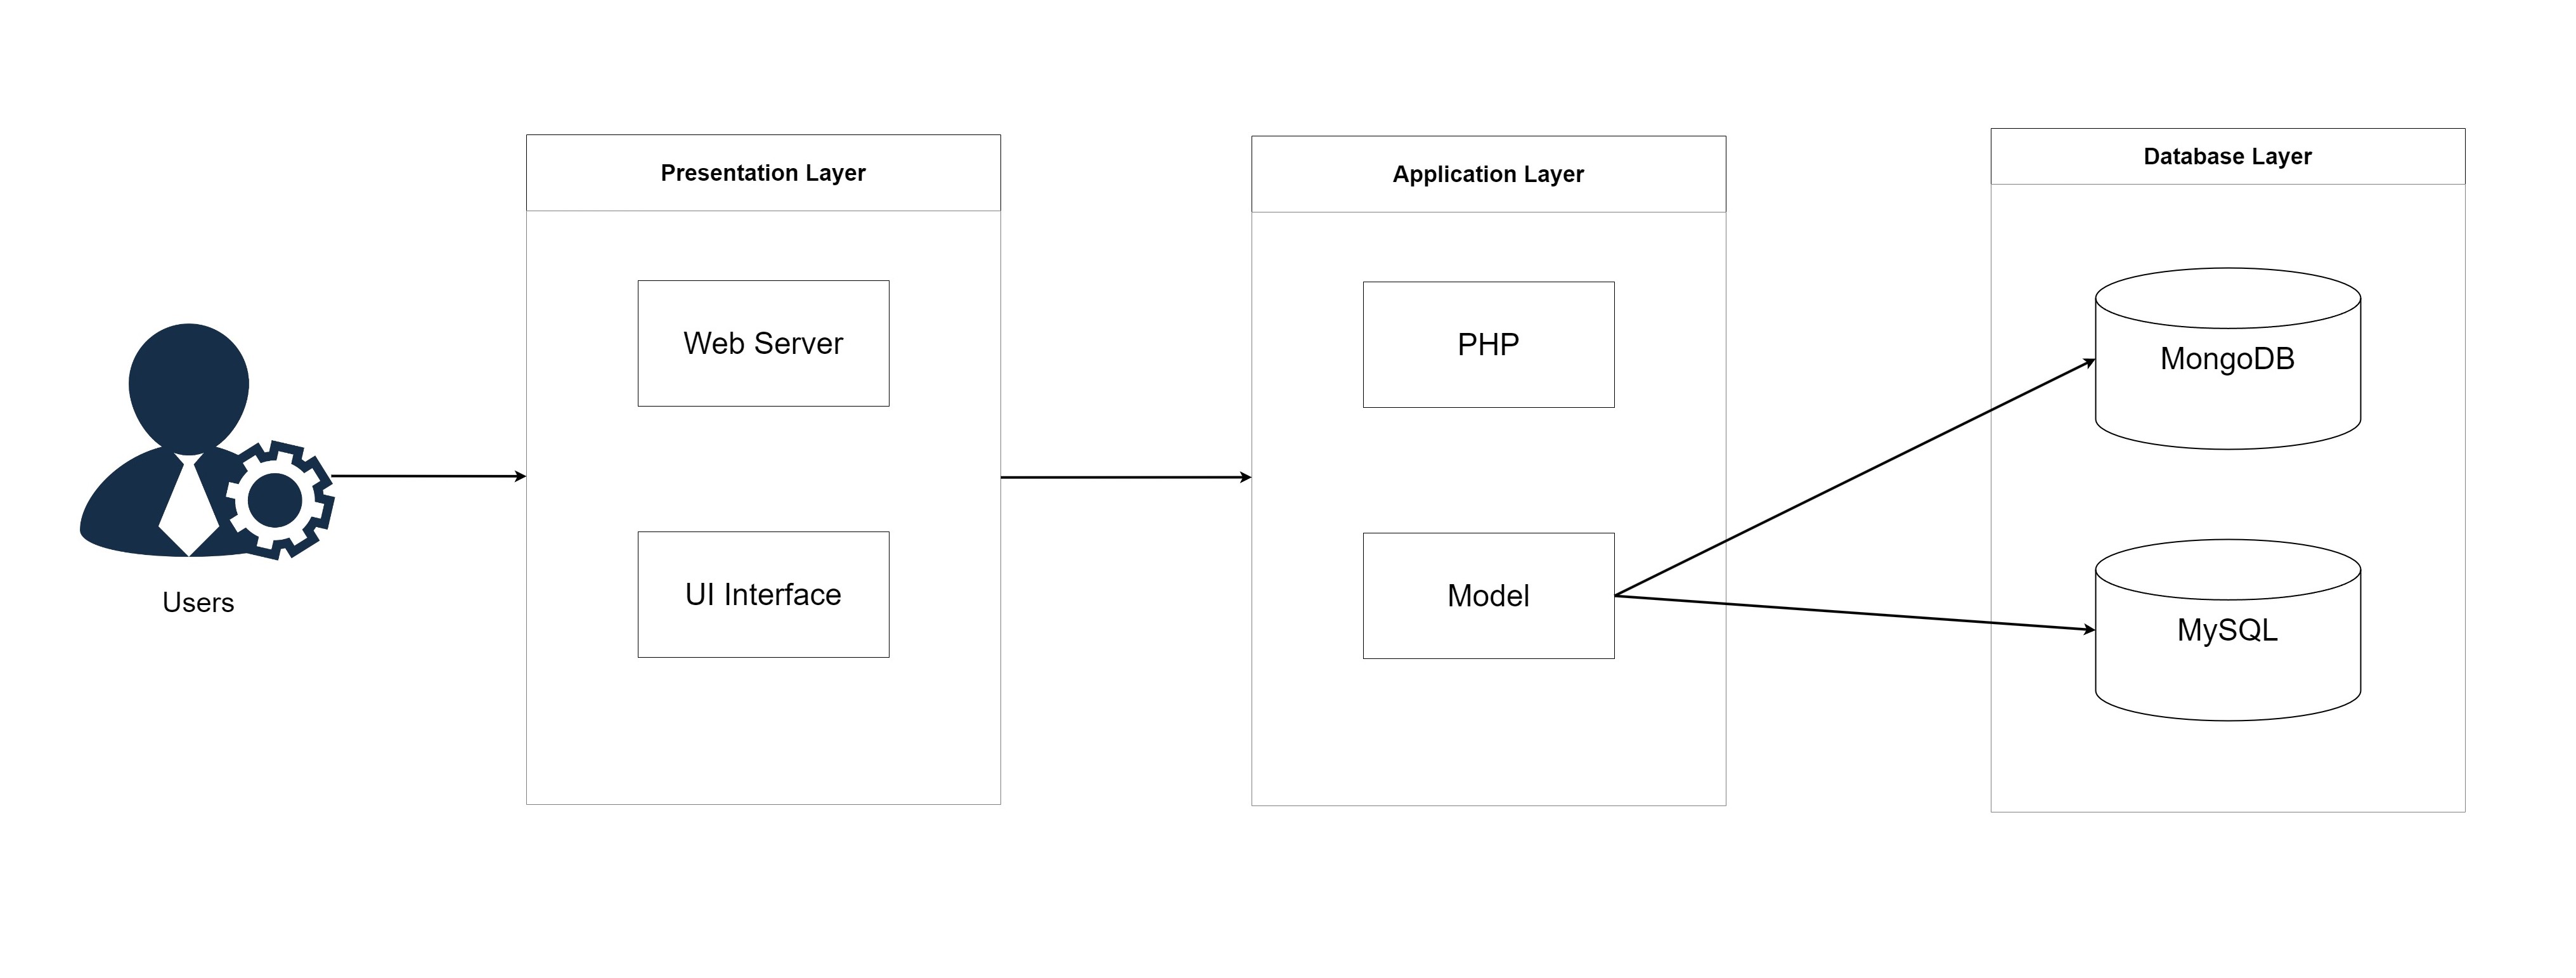 Users
Presentation Layer
Web Server
UI Interface
Application Layer
PHP
Model
Database Layer
MongoDB
MySQL